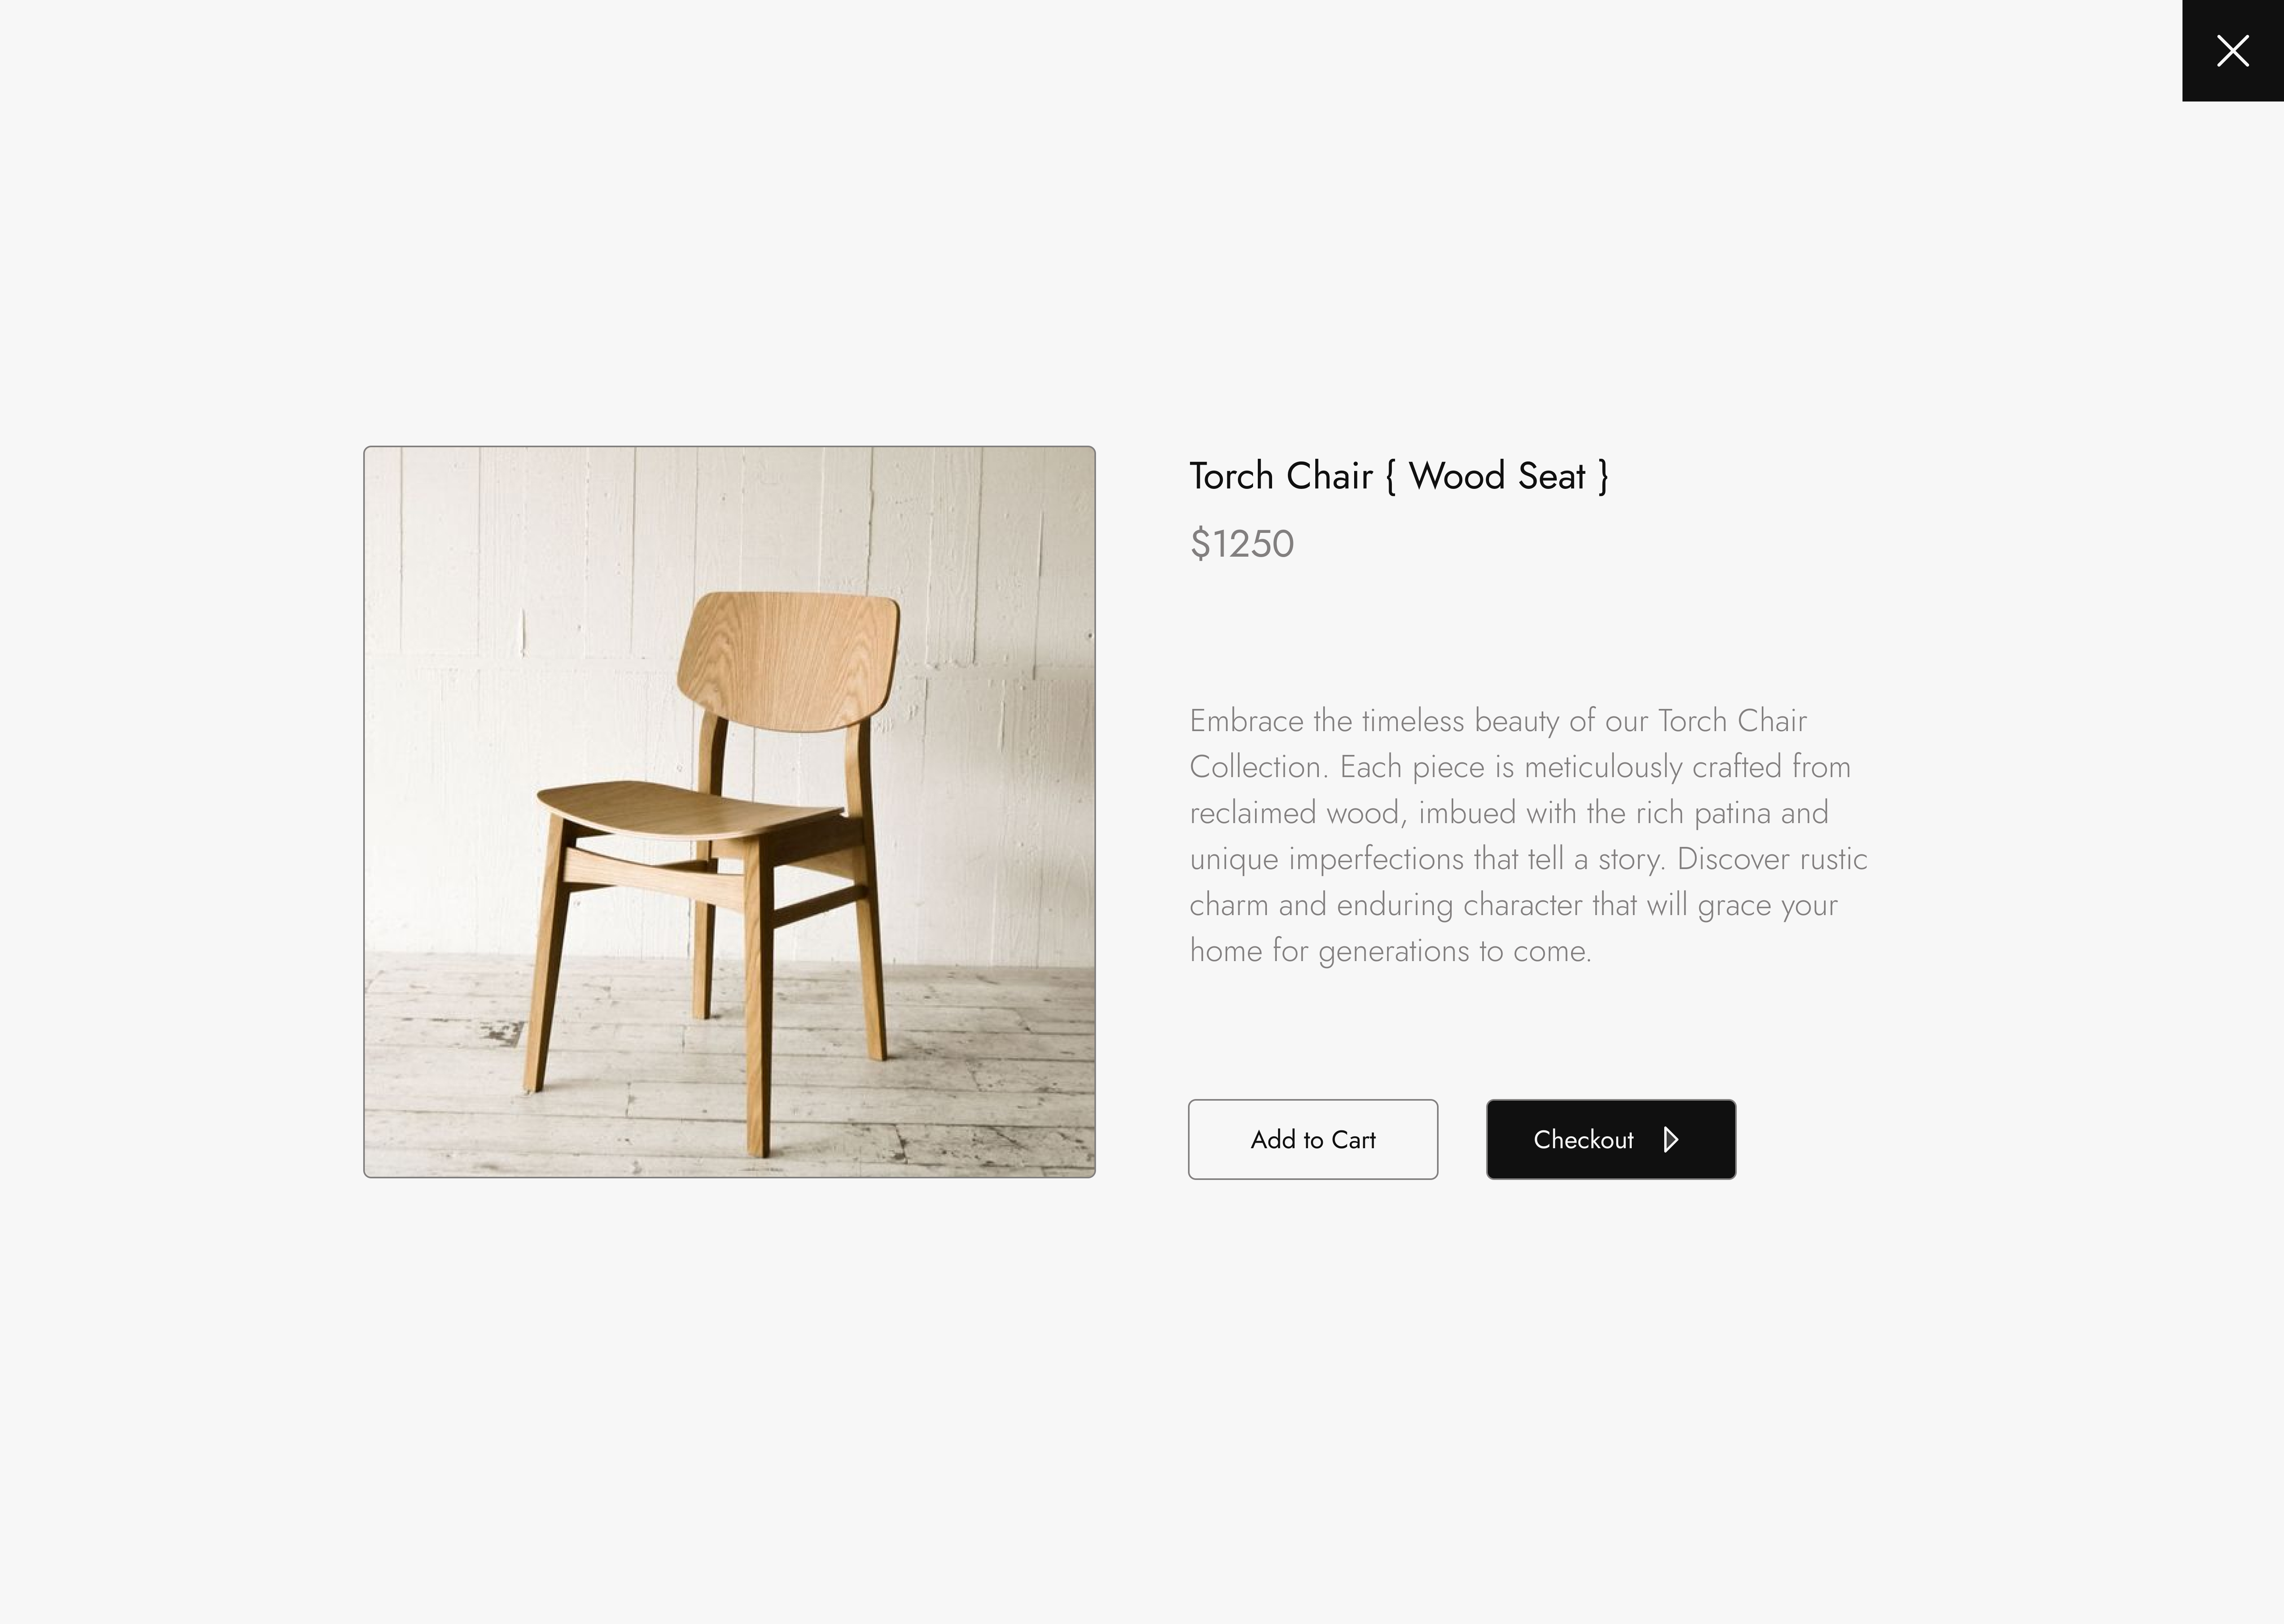 Torch Chair { Wood Seat }
$1250
Embrace the timeless beauty of our Torch Chair
Collection. Each piece is meticulously crafted from
reclaimed wood, imbued with the rich patina and
unique imperfections that tell a story. Discover rustic
charm and enduring character that will grace your
home for generations to come.
Add to Cart
Checkout